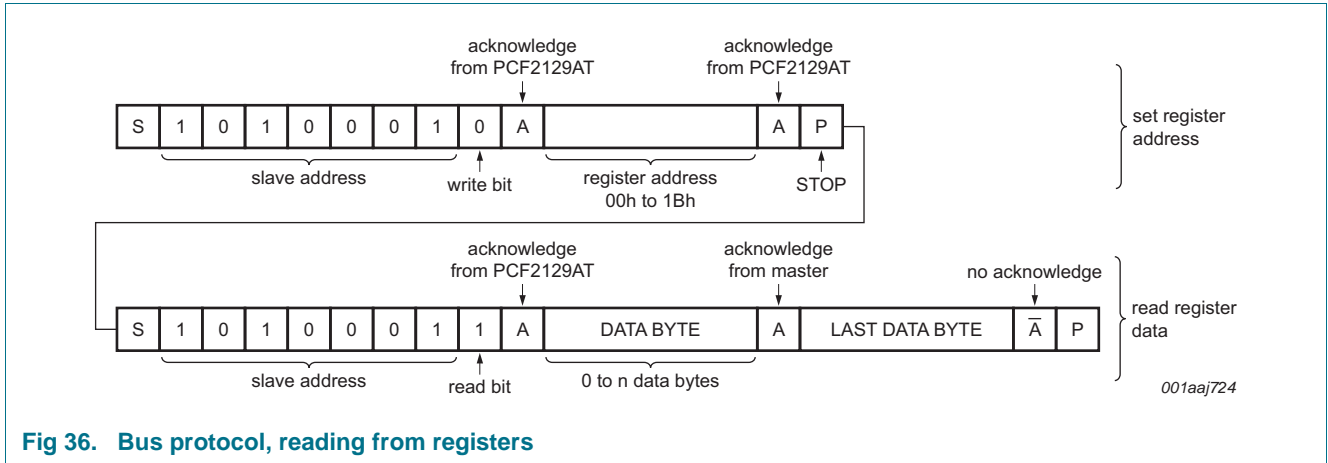 acknowledge
from PCF2129AT
acknowledge
from PCF2129AT
S 1 0 1 0 0 0 1 0 A A P
set register
address
slave address
write bit
register address
00h to 1Bh
STOP
acknowledge
from PCF2129AT
acknowledge
from master
no acknowledge
S 1 0 1 0 0 0 1 1 A DATA BYTE A LAST DATA BYTE A̅ P
read register
data
slave address
read bit
0 to n data bytes
001aaj724
Fig 36. Bus protocol, reading from registers